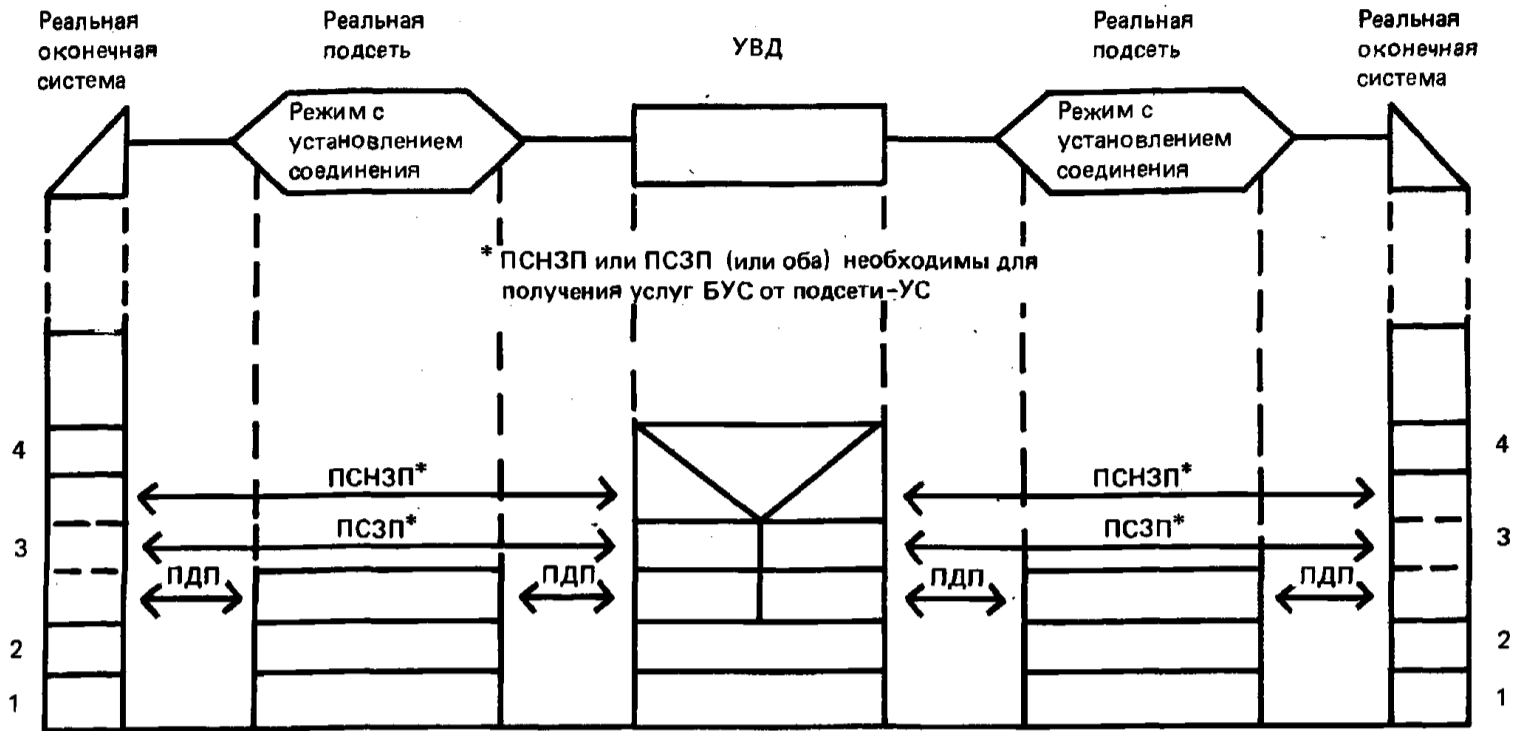 Реальная
оконечная
система
Реальная
подсеть
УВД
Реальная
подсеть
Реальная
оконечная
система
Режим с
установлением
соединения
Режим с
установлением
соединения
* ПСНЗП или ПСЗП (или оба) необходимы для
получения услуг БУС от подсети-УС
4
ПСНЗП*
ПСНЗП*
4
3
ПСЗП*
ПСЗП*
3
ПДП
ПДП
ПДП
ПДП
2
2
1
1